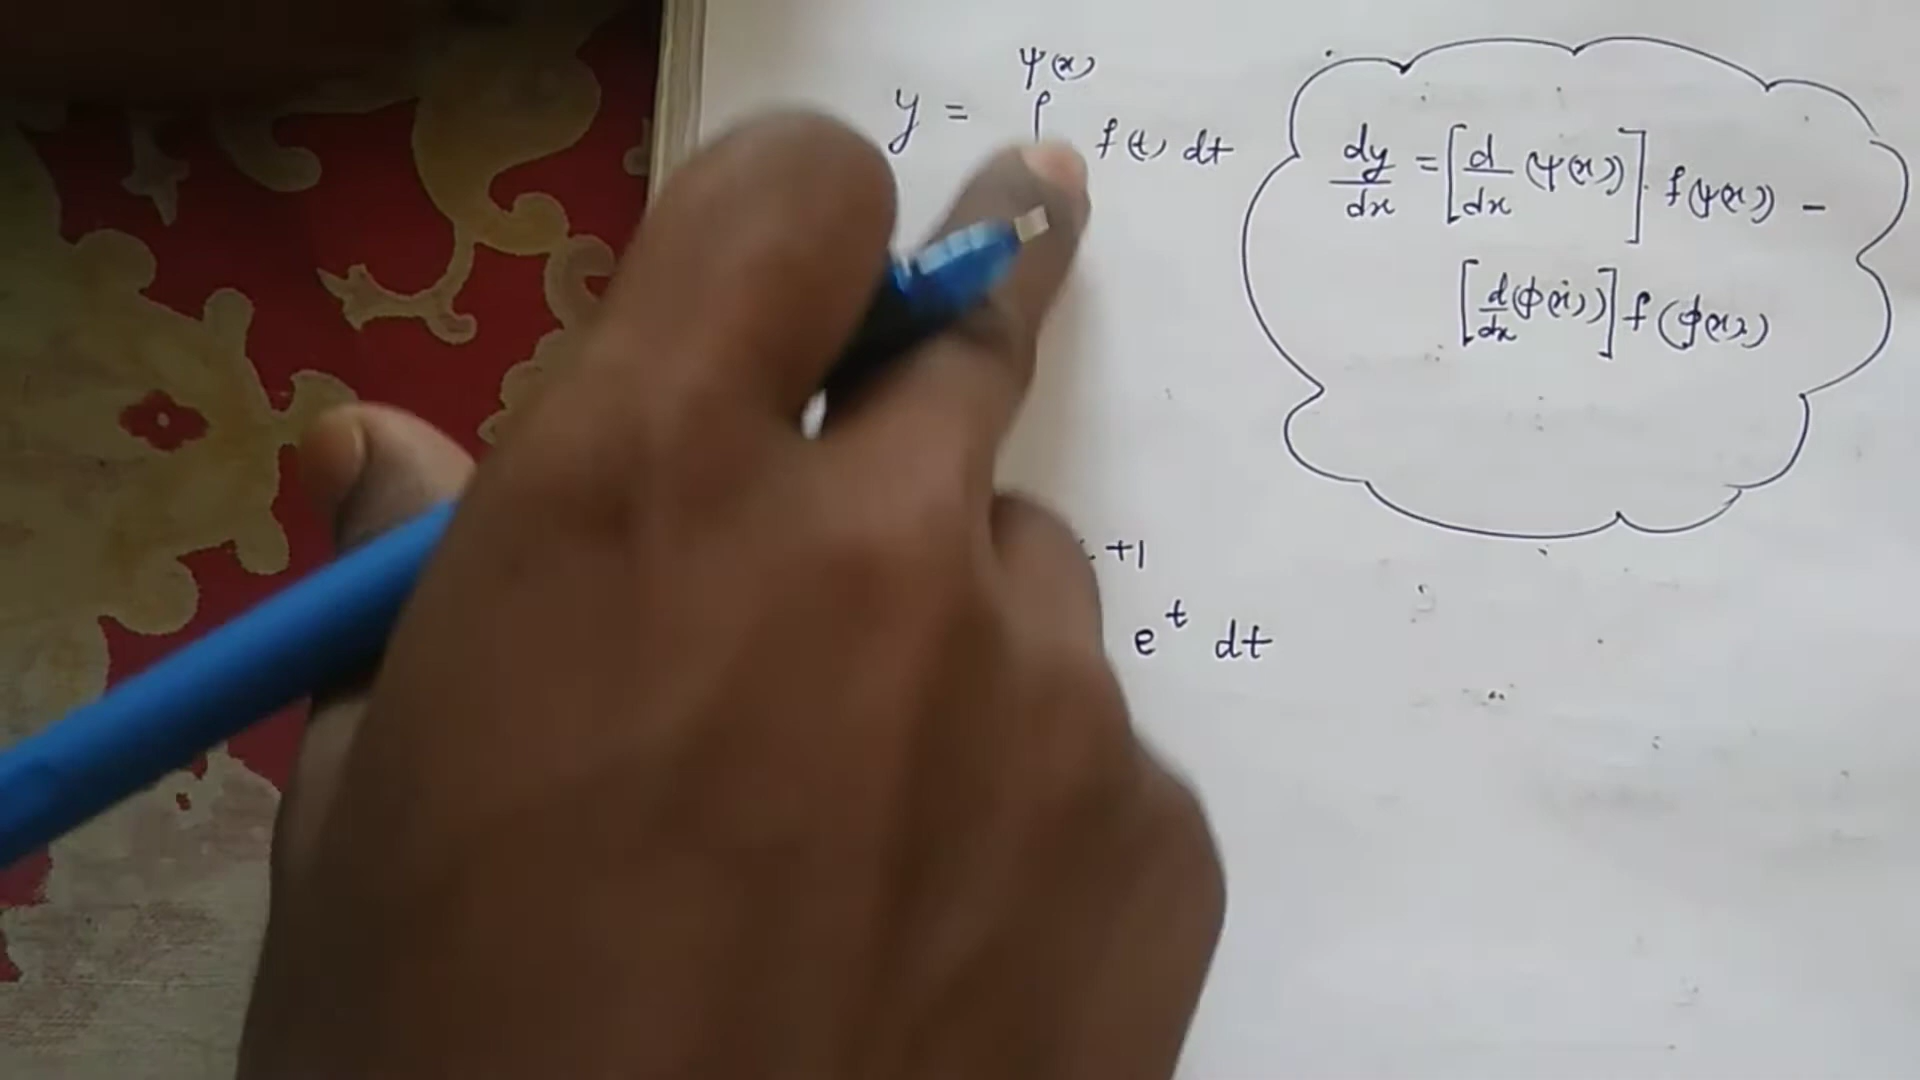 ψ(x)
y = ∫ f(t) dt
dy/dx = [d/dx (ψ(x))] . f(ψ(x)) −
[d/dx (ϕ(x))] f(ϕ(x))
+1
e^t dt